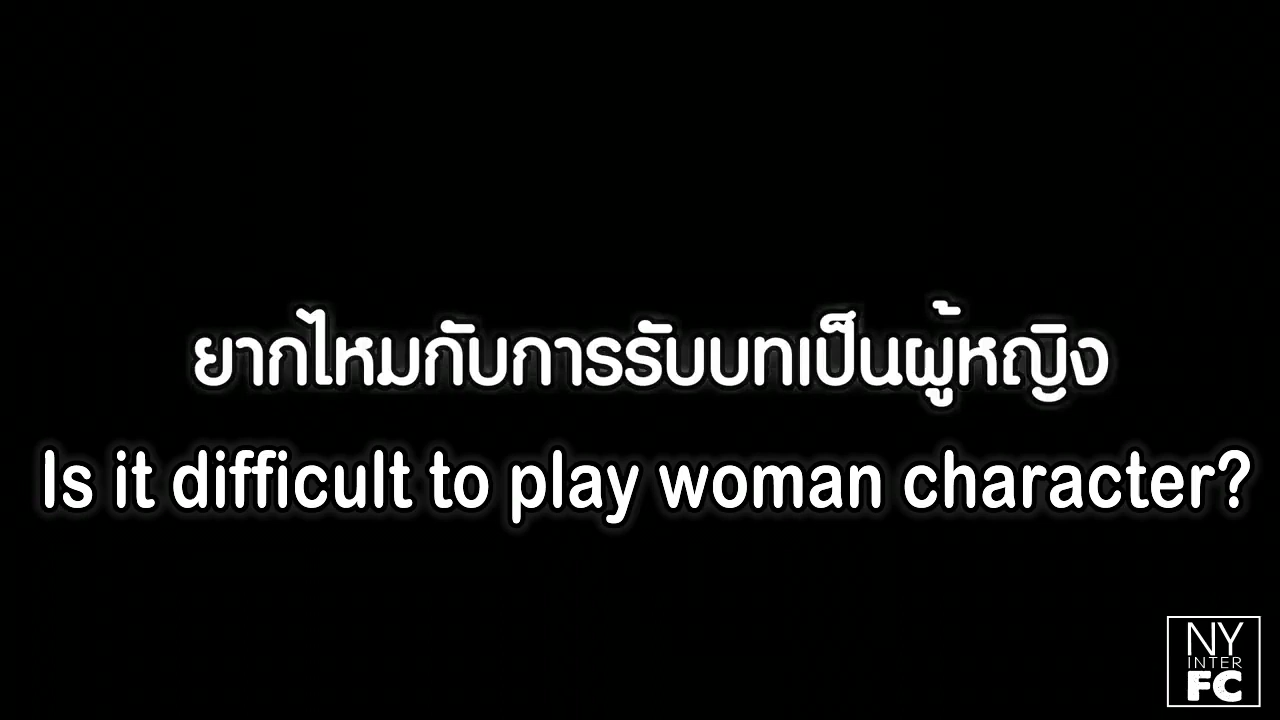 ยากไหมกับการรับบทเป็นผู้หญิง
Is it difficult to play woman character?
NY
INTER
FC